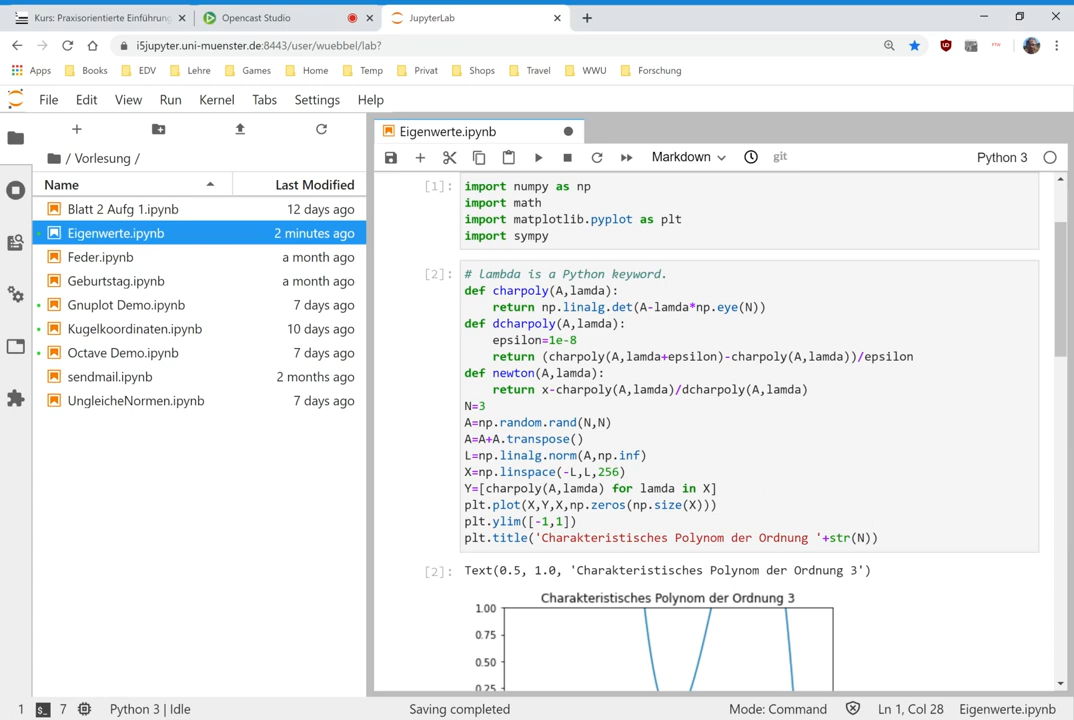 Kurs: Praxisorientierte Einführung
Opencast Studio
JupyterLab
i5jupyter.uni-muenster.de:8443/user/wuebbel/lab?
Apps Books EDV Lehre Games Home Temp Privat Shops Travel WWU Forschung
File Edit View Run Kernel Tabs Settings Help
/ Vorlesung /
Name Last Modified
Blatt 2 Aufg 1.ipynb 12 days ago
Eigenwerte.ipynb 2 minutes ago
Feder.ipynb a month ago
Geburtstag.ipynb a month ago
Gnuplot Demo.ipynb 7 days ago
Kugelkoordinaten.ipynb 10 days ago
Octave Demo.ipynb 7 days ago
sendmail.ipynb 2 months ago
UngleicheNormen.ipynb 7 days ago
Eigenwerte.ipynb
Markdown git Python 3
[1]: import numpy as np
import math
import matplotlib.pyplot as plt
import sympy
[2]: # lambda is a Python keyword.
def charpoly(A,lamda):
    return np.linalg.det(A-lamda*np.eye(N))
def dcharpoly(A,lamda):
    epsilon=1e-8
    return (charpoly(A,lamda+epsilon)-charpoly(A,lamda))/epsilon
def newton(A,lamda):
    return x-charpoly(A,lamda)/dcharpoly(A,lamda)
N=3
A=np.random.rand(N,N)
A=A+A.transpose()
L=np.linalg.norm(A,np.inf)
X=np.linspace(-L,L,256)
Y=[charpoly(A,lamda) for lamda in X]
plt.plot(X,Y,X,np.zeros(np.size(X)))
plt.ylim([-1,1])
plt.title('Charakteristisches Polynom der Ordnung '+str(N))
[2]: Text(0.5, 1.0, 'Charakteristisches Polynom der Ordnung 3')
Charakteristisches Polynom der Ordnung 3
1.00
0.75
0.50
0.25
1 7 Python 3 | Idle Saving completed Mode: Command Ln 1, Col 28 Eigenwerte.ipynb